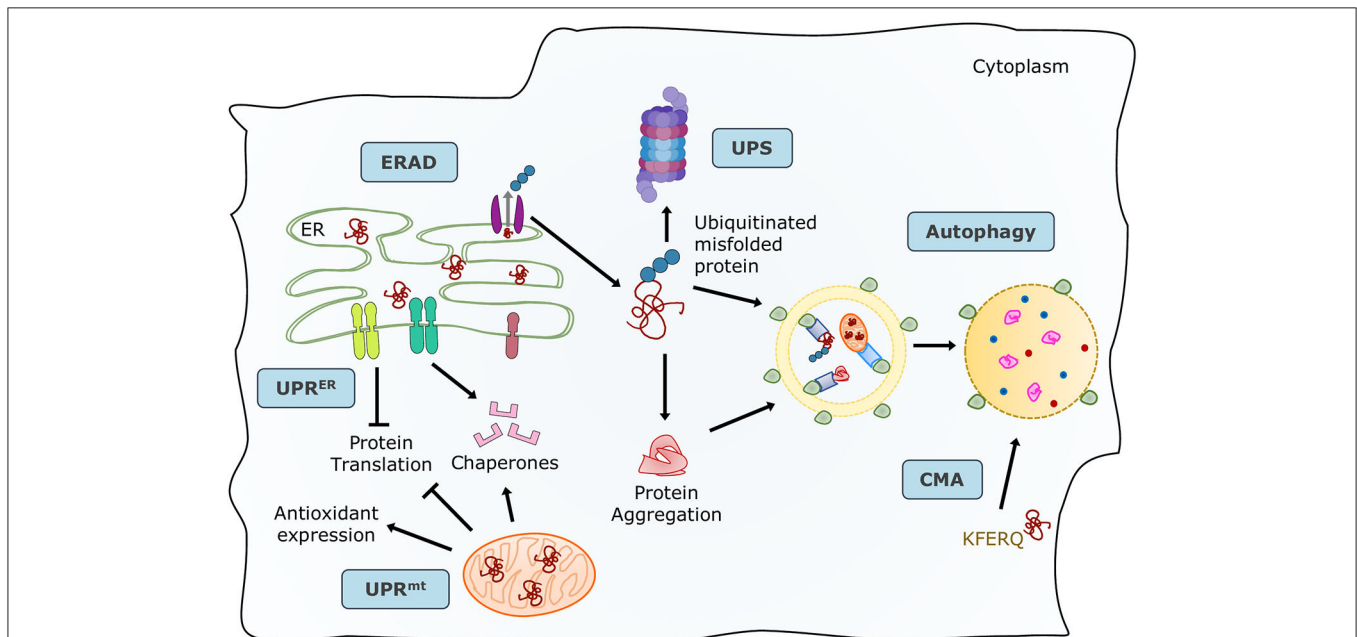 Cytoplasm
ERAD
UPS
ER
Ubiquitinated
misfolded
protein
Autophagy
UPRER
Protein
Translation
Chaperones
Protein
Aggregation
CMA
Antioxidant
expression
KFERQ
UPRmt